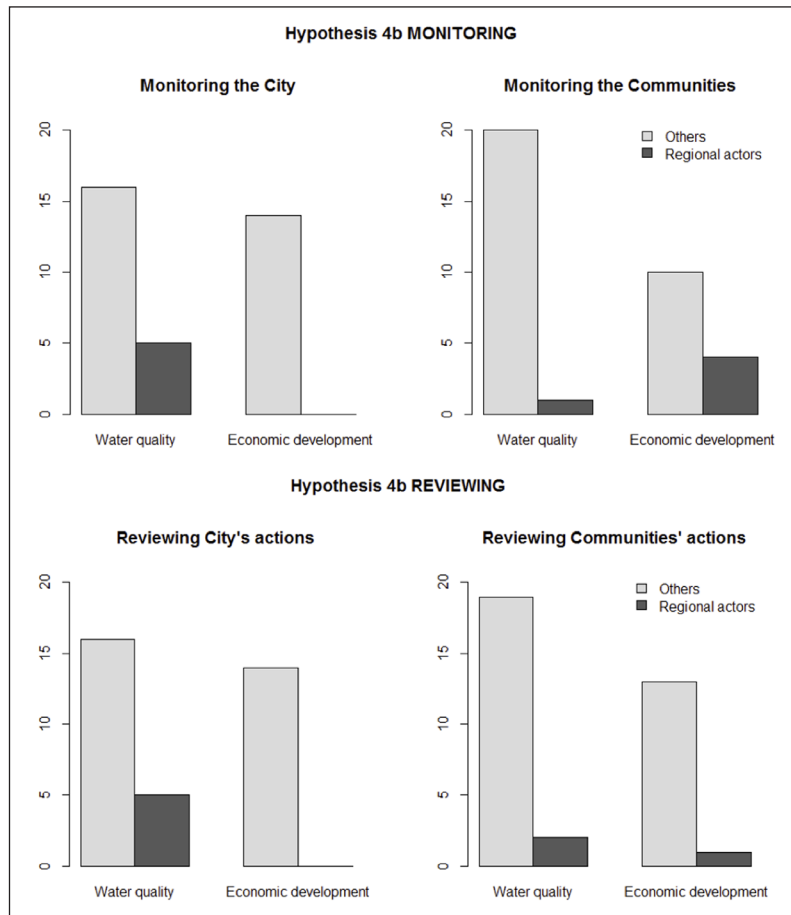 Hypothesis 4b MONITORING
Monitoring the City
20
15
10
5
0
Water quality
Economic development
Monitoring the Communities
20
15
10
5
0
Others
Regional actors
Water quality
Economic development
Hypothesis 4b REVIEWING
Reviewing City's actions
20
15
10
5
0
Water quality
Economic development
Reviewing Communities' actions
20
15
10
5
0
Others
Regional actors
Water quality
Economic development